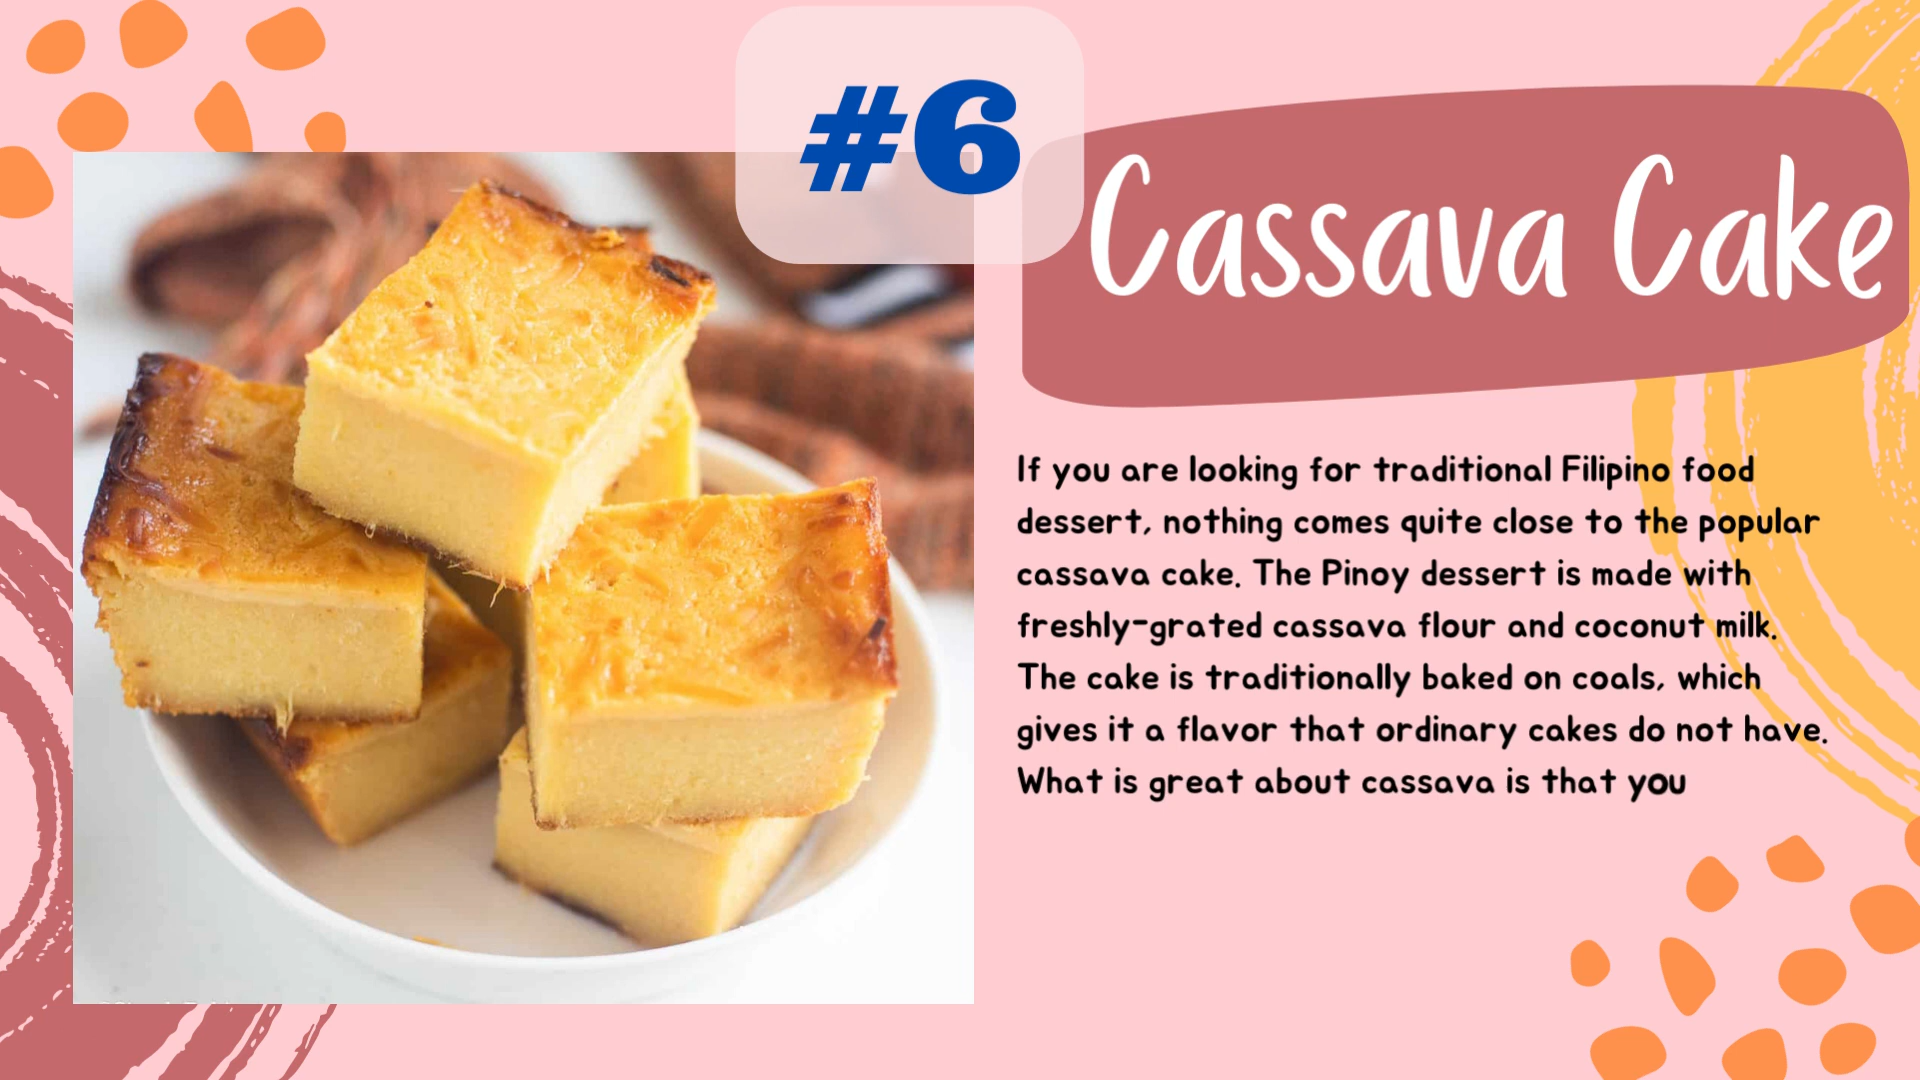 #6
Cassava Cake
If you are looking for traditional Filipino food
dessert, nothing comes quite close to the popular
cassava cake. The Pinoy dessert is made with
freshly-grated cassava flour and coconut milk.
The cake is traditionally baked on coals, which
gives it a flavor that ordinary cakes do not have.
What is great about cassava is that you